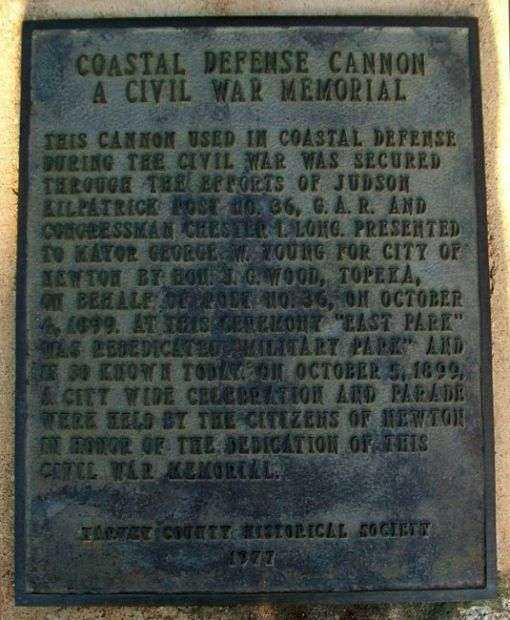 COASTAL DEFENSE CANNON
A CIVIL WAR MEMORIAL
THIS CANNON USED IN COASTAL DEFENSE
DURING THE CIVIL WAR WAS SECURED
THROUGH THE EFFORTS OF JUDSON
KILPATRICK POST NO. 36, G.A.R. AND
CONGRESSMAN CHESTER I. LONG. PRESENTED
TO MAYOR GEORGE W. YOUNG FOR CITY OF
NEWTON BY HON. J.G. WOOD, TOPEKA,
ON BEHALF OF POST NO. 36, ON OCTOBER
4, 1899. AT THIS CEREMONY "EAST PARK"
WAS REDEDICATED "MILITARY PARK" AND
IS SO KNOWN TODAY. ON OCTOBER 5, 1899,
A CITY WIDE CELEBRATION AND PARADE
WERE HELD BY THE CITIZENS OF NEWTON
IN HONOR OF THE DEDICATION OF THIS
CIVIL WAR MEMORIAL.
HARVEY COUNTY HISTORICAL SOCIETY
1977